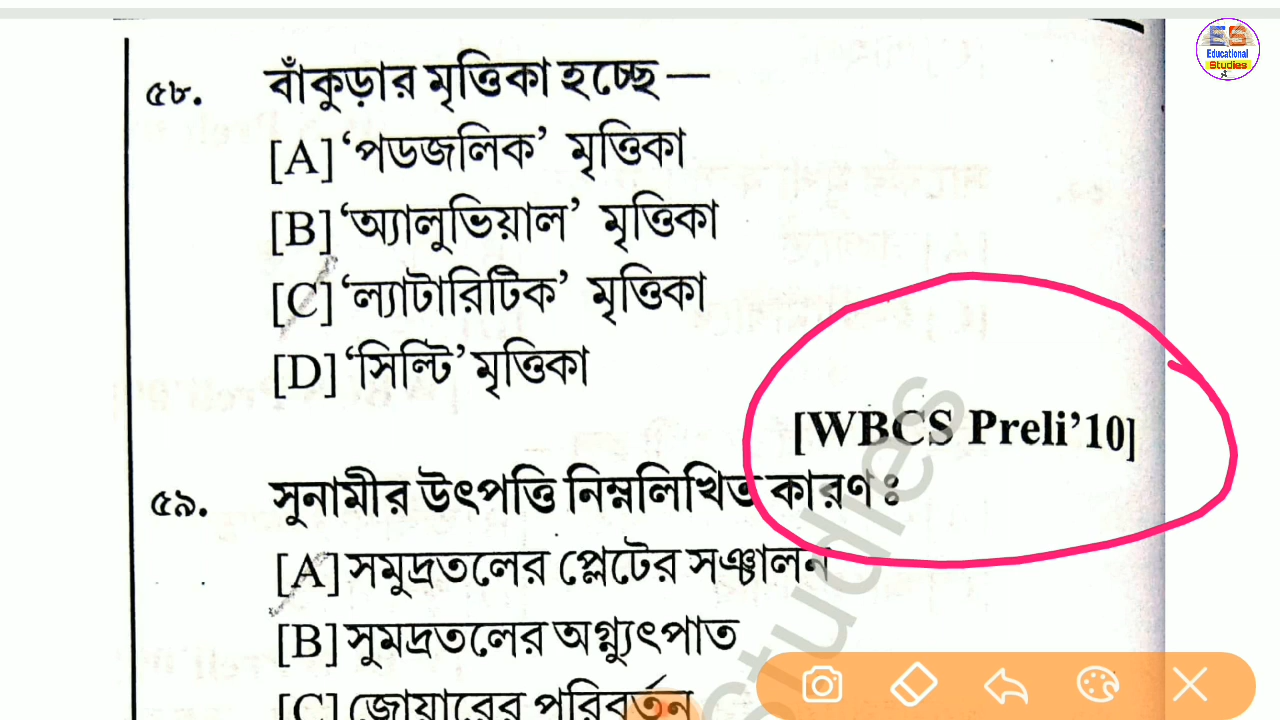 ES
Educational
Studies
৫৮. বাঁকুড়ার মৃত্তিকা হচ্ছে —
[A] ‘পডজলিক’ মৃত্তিকা
[B] ‘অ্যালুভিয়াল’ মৃত্তিকা
[C] ‘ল্যাটারিটিক’ মৃত্তিকা
[D] ‘সিল্টি’ মৃত্তিকা
[WBCS Preli’10]
৫৯. সুনামীর উৎপত্তি নিম্নলিখিত কারণ ঃ
[A] সমুদ্রতলের প্লেটের সঞ্চালন
[B] সুমদ্রতলের অগ্ন্যুৎপাত
[C] জোয়ারের পরিবর্তন
Studies